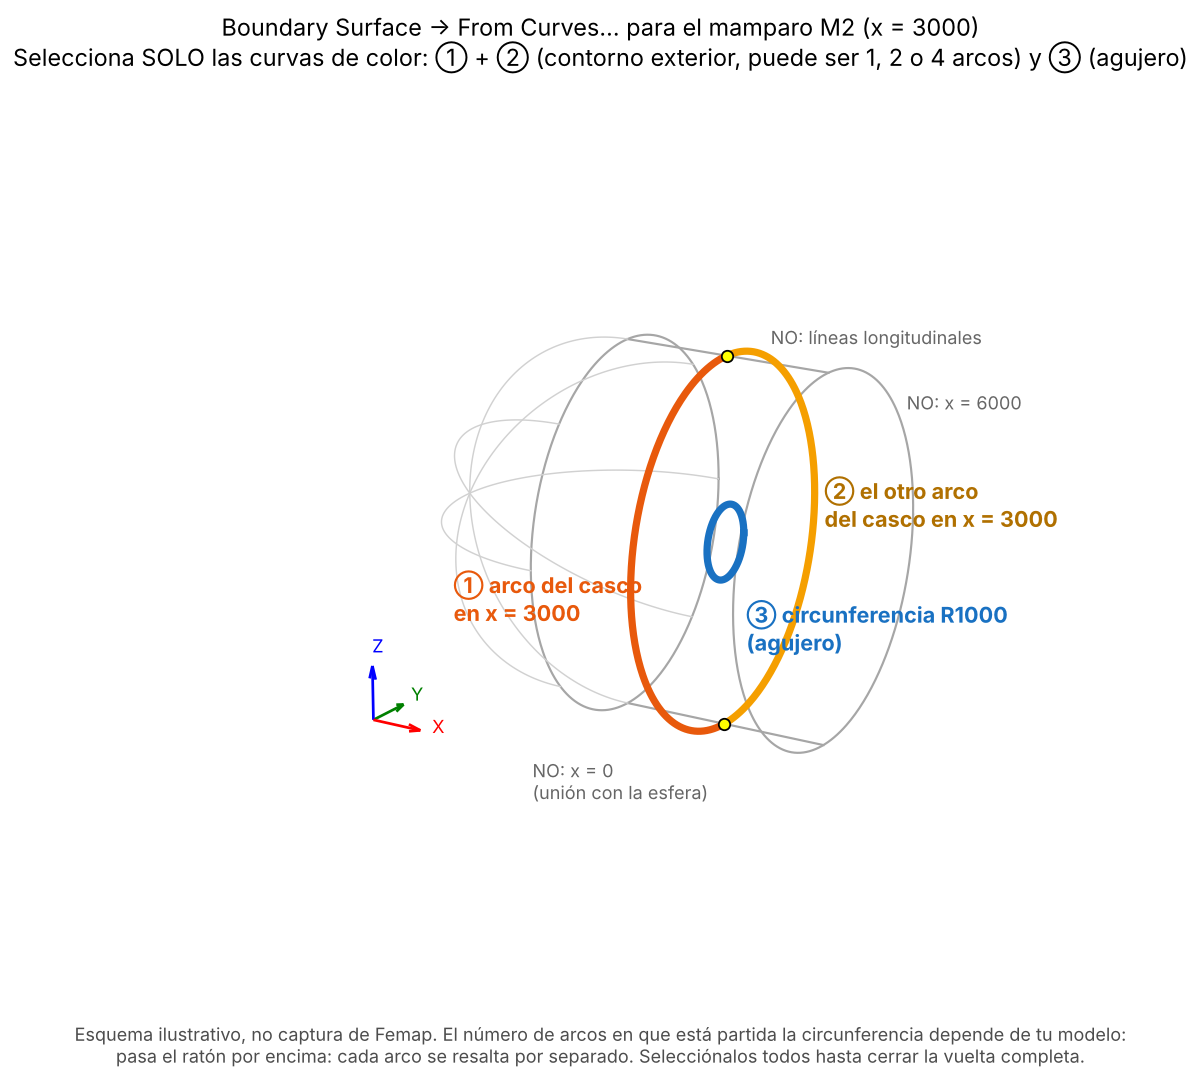 Boundary Surface → From Curves... para el mamparo M2 (x = 3000)
Selecciona SOLO las curvas de color: ① + ② (contorno exterior, puede ser 1, 2 o 4 arcos) y ③ (agujero)
NO: líneas longitudinales
NO: x = 6000
② el otro arco
del casco en x = 3000
① arco del casco
en x = 3000
③ circunferencia R1000
(agujero)
Z
Y
X
NO: x = 0
(unión con la esfera)
Esquema ilustrativo, no captura de Femap. El número de arcos en que está partida la circunferencia depende de tu modelo:
pasa el ratón por encima: cada arco se resalta por separado. Selecciónalos todos hasta cerrar la vuelta completa.